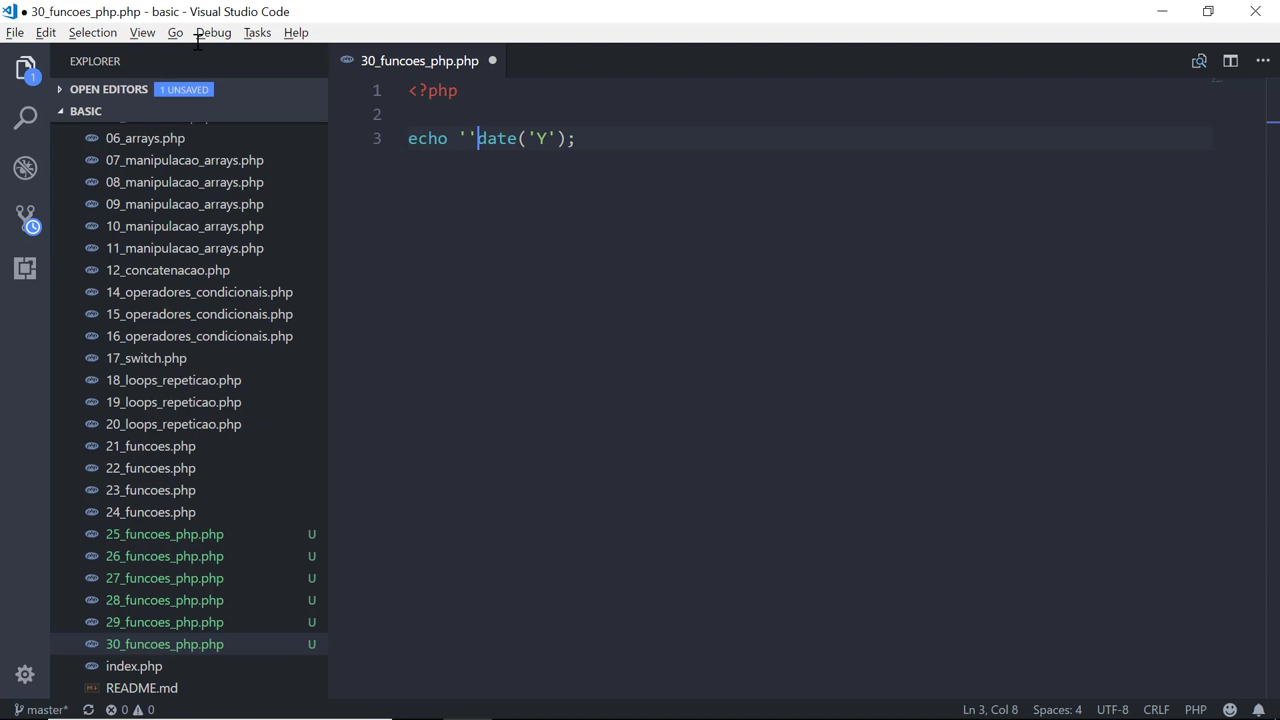 ● 30_funcoes_php.php - basic - Visual Studio Code
File Edit Selection View Go Debug Tasks Help
EXPLORER
30_funcoes_php.php
OPEN EDITORS 1 UNSAVED
BASIC
06_arrays.php
07_manipulacao_arrays.php
08_manipulacao_arrays.php
09_manipulacao_arrays.php
10_manipulacao_arrays.php
11_manipulacao_arrays.php
12_concatenacao.php
14_operadores_condicionais.php
15_operadores_condicionais.php
16_operadores_condicionais.php
17_switch.php
18_loops_repeticao.php
19_loops_repeticao.php
20_loops_repeticao.php
21_funcoes.php
22_funcoes.php
23_funcoes.php
24_funcoes.php
25_funcoes_php.php U
26_funcoes_php.php U
27_funcoes_php.php U
28_funcoes_php.php U
29_funcoes_php.php U
30_funcoes_php.php U
index.php
README.md
1 <?php
2
3 echo ''date('Y');
1
master* 0 0 Ln 3, Col 8 Spaces: 4 UTF-8 CRLF PHP